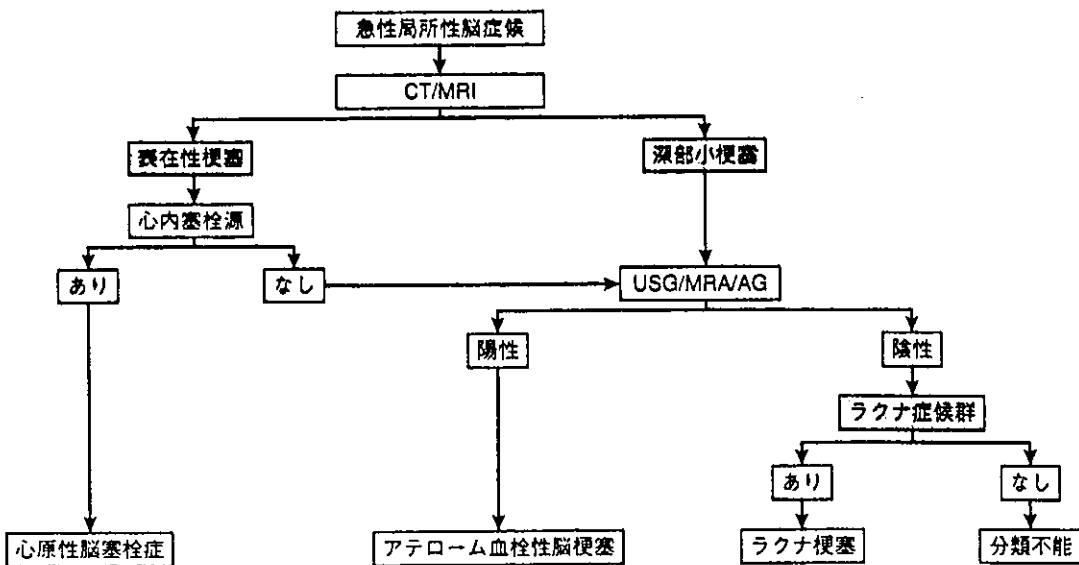 急性局所性脳症候
CT/MRI
表在性梗塞
深部小梗塞
心内塞栓源
あり
なし
USG/MRA/AG
陽性
陰性
ラクナ症候群
あり
なし
心原性脳塞栓症
アテローム血栓性脳梗塞
ラクナ梗塞
分類不能